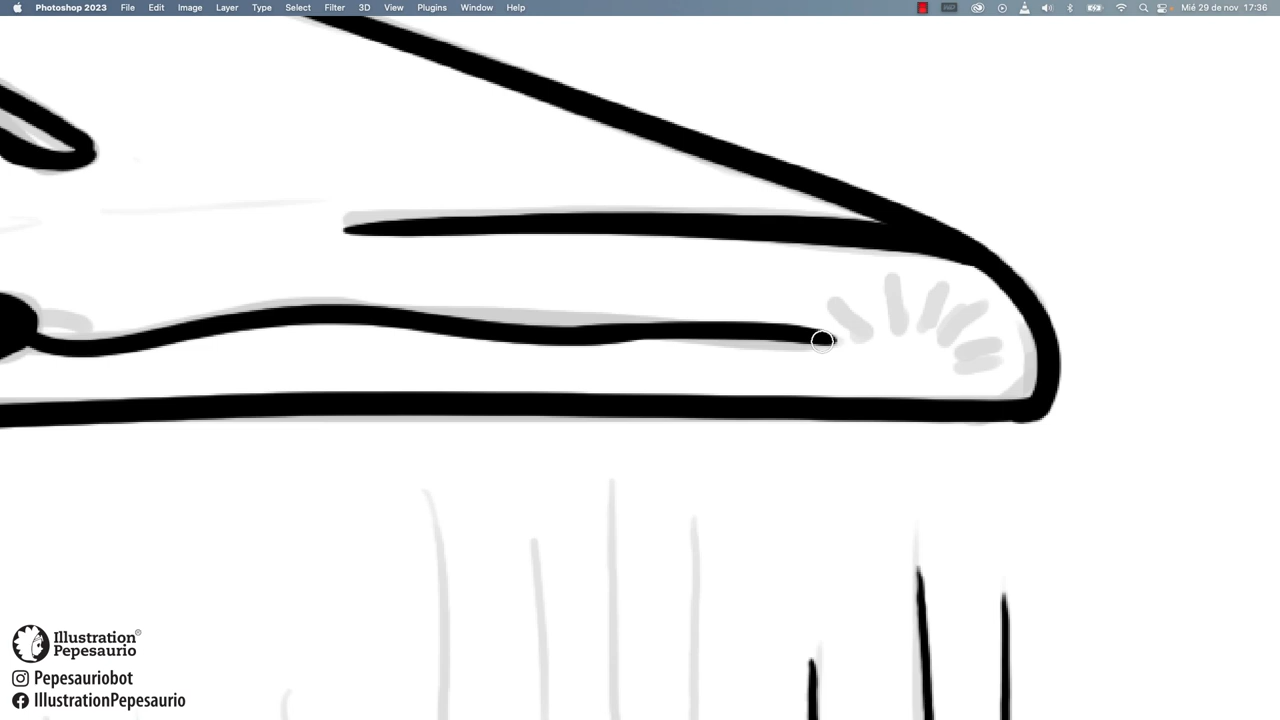 Photoshop 2023 File Edit Image Layer Type Select Filter 3D View Plugins Window Help Mié 29 de nov 17:36
Illustration®
Pepesaurio
Pepesauriobot
IllustrationPepesaurio